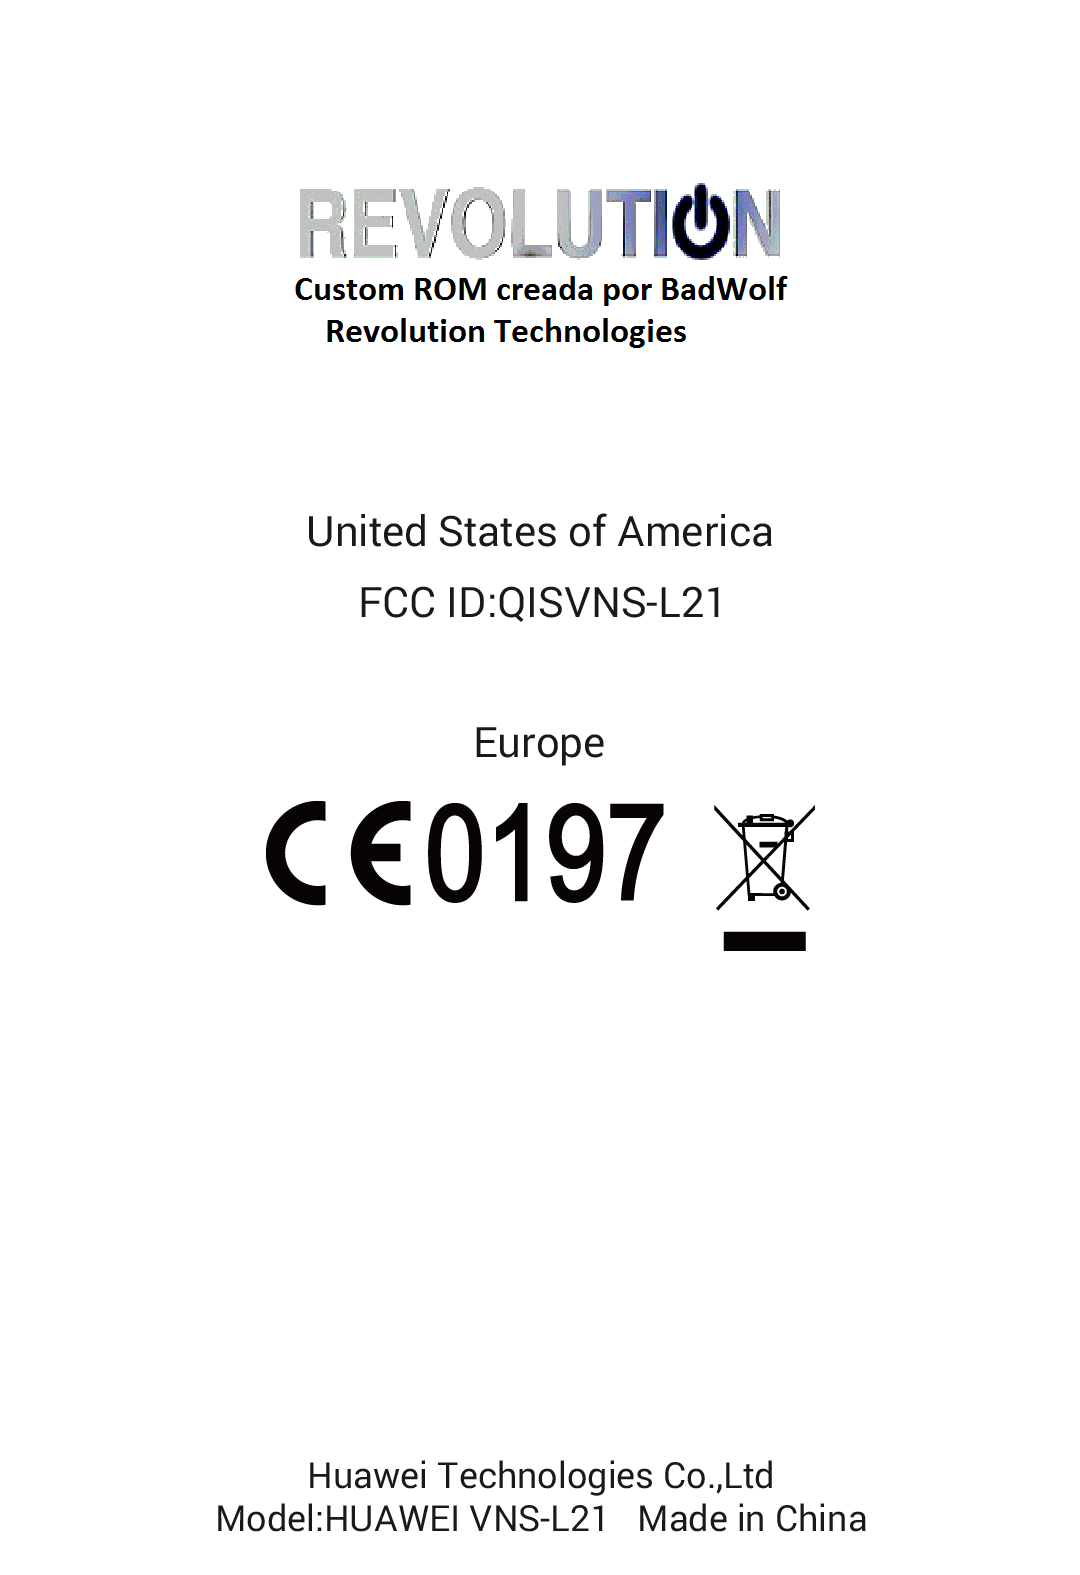 REVOLUTION
Custom ROM creada por BadWolf
Revolution Technologies
United States of America
FCC ID:QISVNS-L21
Europe
CE0197
Huawei Technologies Co.,Ltd
Model:HUAWEI VNS-L21 Made in China